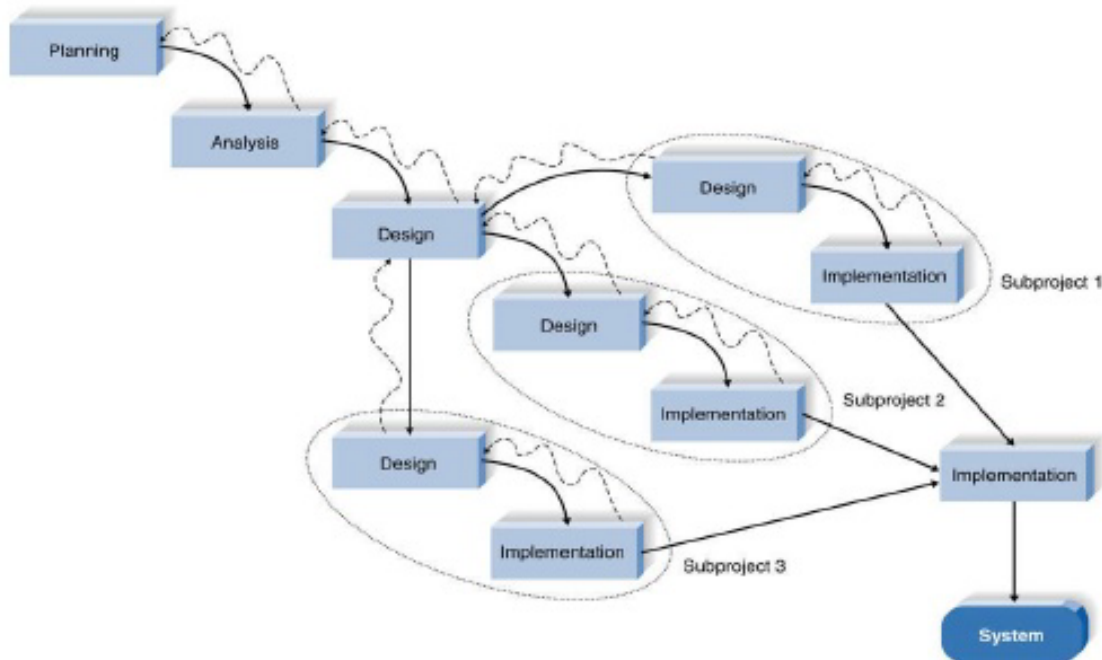 Planning
Analysis
Design
Design
Implementation
Subproject 1
Design
Implementation
Subproject 2
Design
Implementation
Subproject 3
Implementation
System